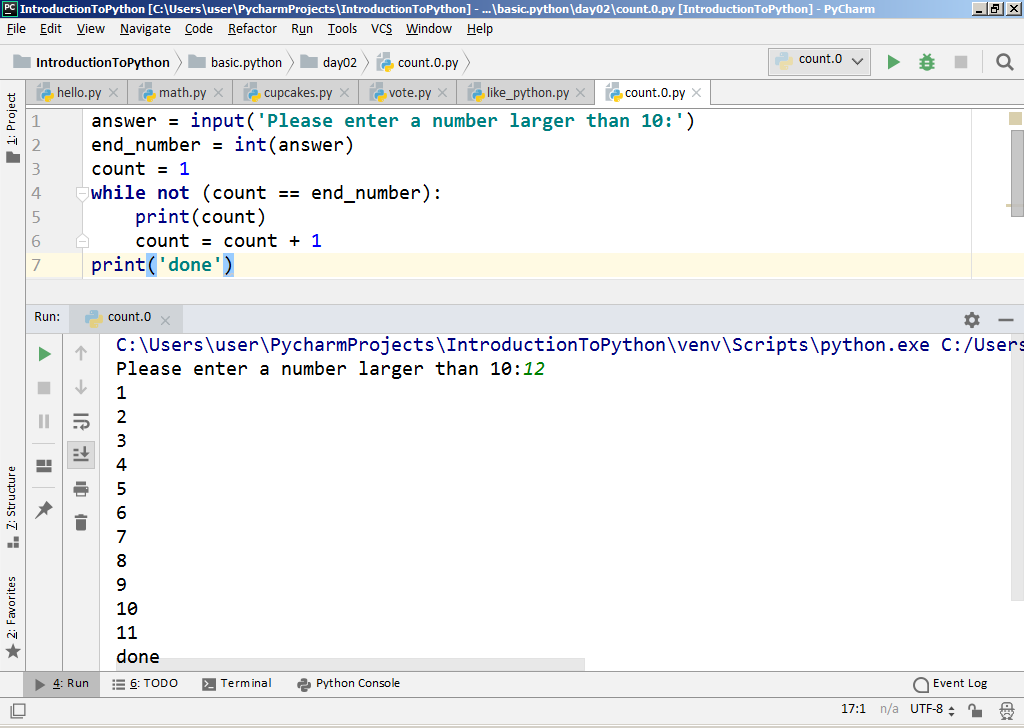 IntroductionToPython [C:\Users\user\PycharmProjects\IntroductionToPython] - ...\basic.python\day02\count.0.py [IntroductionToPython] - PyCharm
File Edit View Navigate Code Refactor Run Tools VCS Window Help
IntroductionToPython basic.python day02 count.0.py count.0
hello.py math.py cupcakes.py vote.py like_python.py count.0.py
1: Project
1 answer = input('Please enter a number larger than 10:')
2 end_number = int(answer)
3 count = 1
4 while not (count == end_number):
5 print(count)
6 count = count + 1
7 print('done')
Run: count.0
C:\Users\user\PycharmProjects\IntroductionToPython\venv\Scripts\python.exe C:/Users
Please enter a number larger than 10:12
1
2
3
4
5
6
7
8
9
10
11
done
7: Structure
2: Favorites
4: Run 6: TODO Terminal Python Console Event Log
17:1 n/a UTF-8